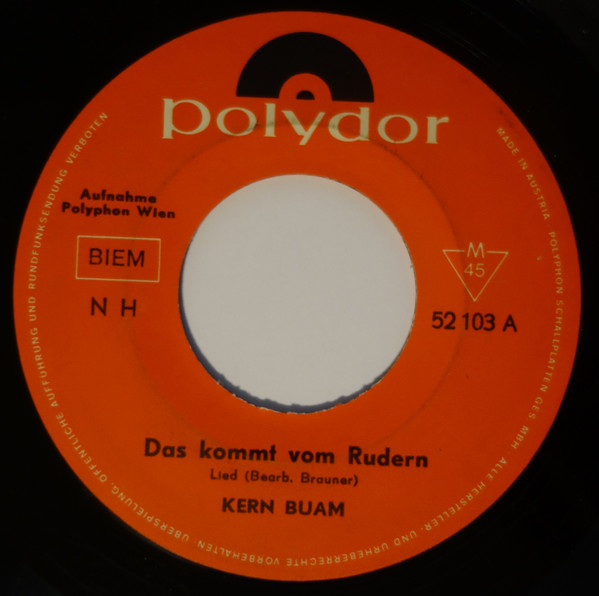 polydor
Aufnahme
Polyphon Wien
BIEM
N H
M
45
52 103 A
Das kommt vom Rudern
Lied (Bearb. Brauner)
KERN BUAM
MADE IN AUSTRIA POLYPHON SCHALLPLATTEN GES. MBH. ALLE HERSTELLER- UND URHEBERRECHTE VORBEHALTEN. ÜBERSPIELUNG, ÖFFENTLICHE AUFFÜHRUNG UND RUNDFUNKSENDUNG VERBOTEN